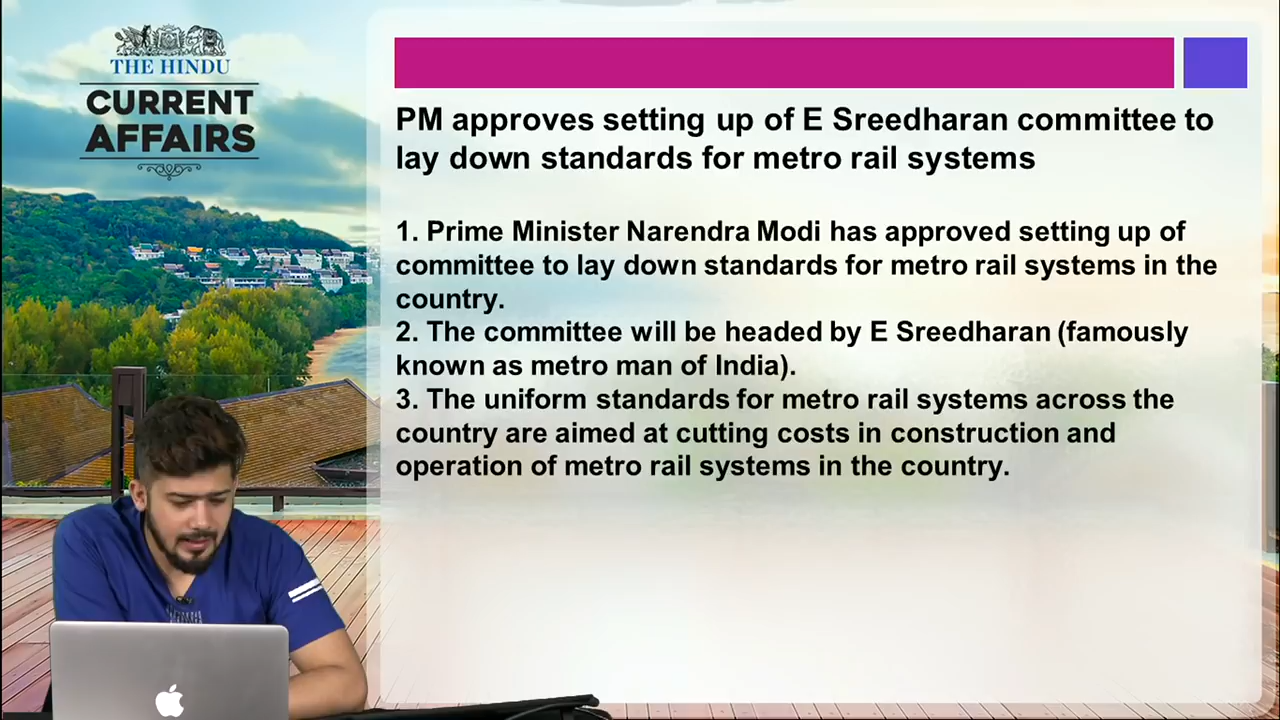 THE HINDU
CURRENT
AFFAIRS
PM approves setting up of E Sreedharan committee to
lay down standards for metro rail systems
1. Prime Minister Narendra Modi has approved setting up of
committee to lay down standards for metro rail systems in the
country.
2. The committee will be headed by E Sreedharan (famously
known as metro man of India).
3. The uniform standards for metro rail systems across the
country are aimed at cutting costs in construction and
operation of metro rail systems in the country.